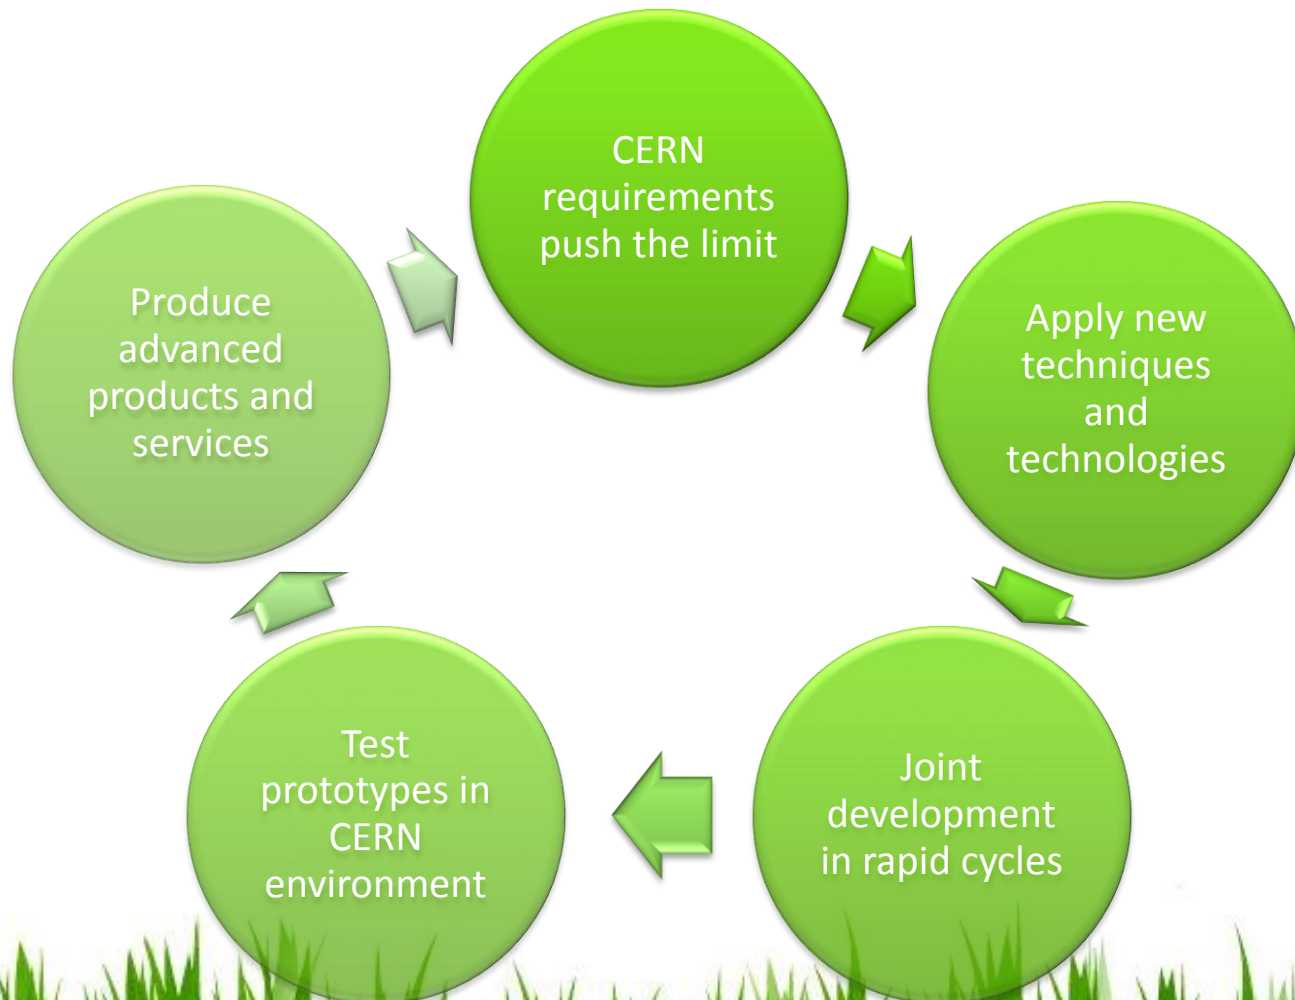 CERN
requirements
push the limit
Apply new
techniques
and
technologies
Joint
development
in rapid cycles
Test
prototypes in
CERN
environment
Produce
advanced
products and
services